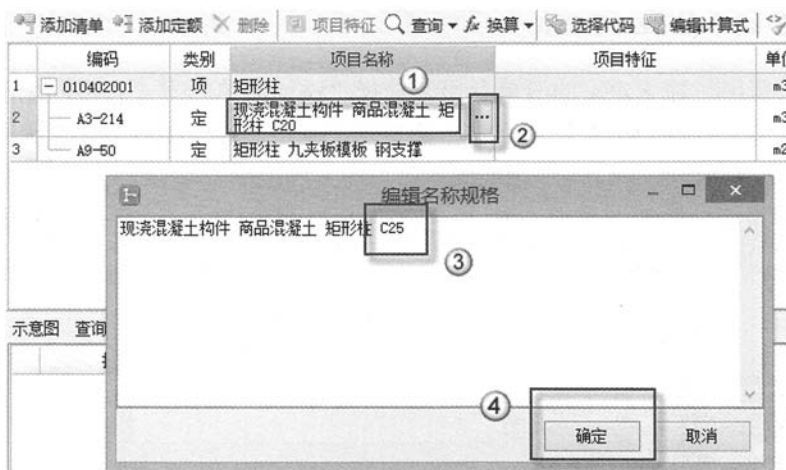 添加清单 添加定额 删除 项目特征 查询 fx 换算 选择代码 编辑计算式
编码 类别 项目名称 项目特征
1 010402001 项 矩形柱 m3
2 A3-214 定 现浇混凝土构件 商品混凝土 矩
形柱 C20 ... m3
3 A9-50 定 矩形柱 九夹板模板 钢支撑 m2
①
②
编辑名称规格
现浇混凝土构件 商品混凝土 矩形柱 C25
③
示意图 查询
④
确定 取消